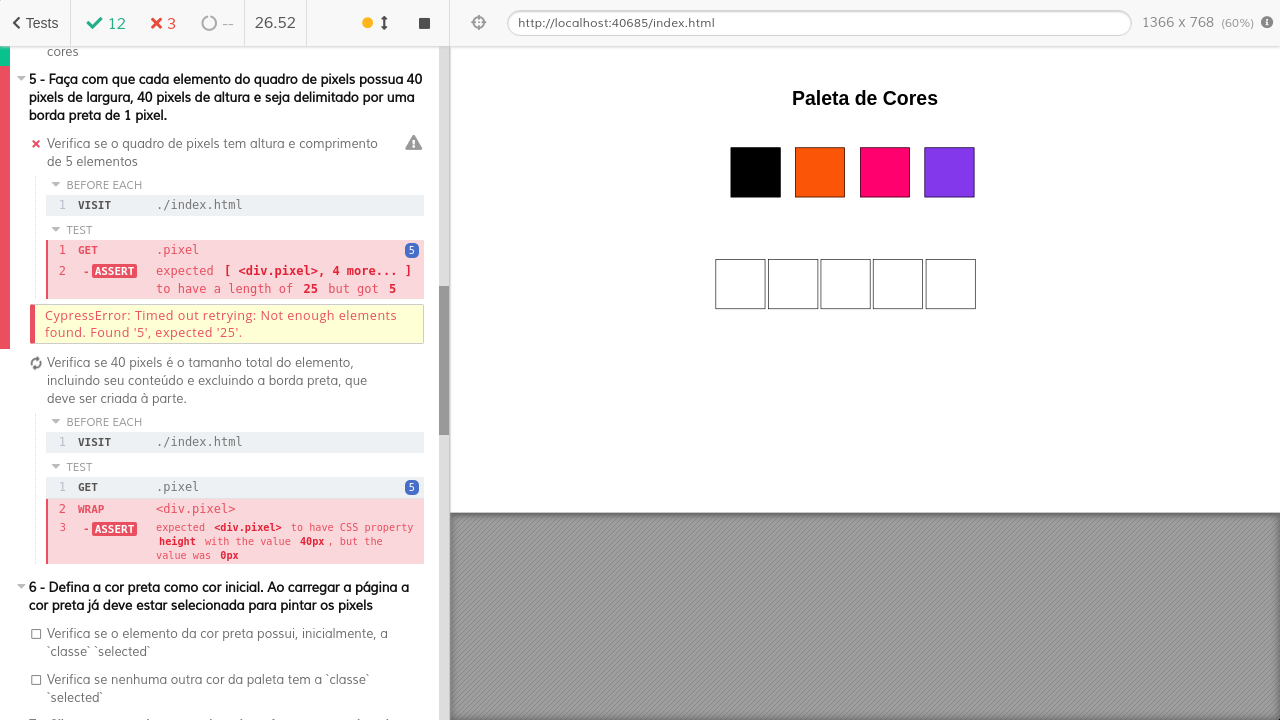 Tests
12
3
--
26.52
http://localhost:40685/index.html
1366 x 768 (60%)
cores
5 - Faça com que cada elemento do quadro de pixels possua 40
pixels de largura, 40 pixels de altura e seja delimitado por uma
borda preta de 1 pixel.
Verifica se o quadro de pixels tem altura e comprimento
de 5 elementos
BEFORE EACH
1 VISIT ./index.html
TEST
1 GET .pixel 5
2 - ASSERT expected [ <div.pixel>, 4 more... ]
to have a length of 25 but got 5
CypressError: Timed out retrying: Not enough elements
found. Found '5', expected '25'.
Verifica se 40 pixels é o tamanho total do elemento,
incluindo seu conteúdo e excluindo a borda preta, que
deve ser criada à parte.
BEFORE EACH
1 VISIT ./index.html
TEST
1 GET .pixel 5
2 WRAP <div.pixel>
3 - ASSERT expected <div.pixel> to have CSS property
height with the value 40px, but the
value was 0px
6 - Defina a cor preta como cor inicial. Ao carregar a página a
cor preta já deve estar selecionada para pintar os pixels
Verifica se o elemento da cor preta possui, inicialmente, a
`classe` `selected`
Verifica se nenhuma outra cor da paleta tem a `classe`
`selected`
Paleta de Cores